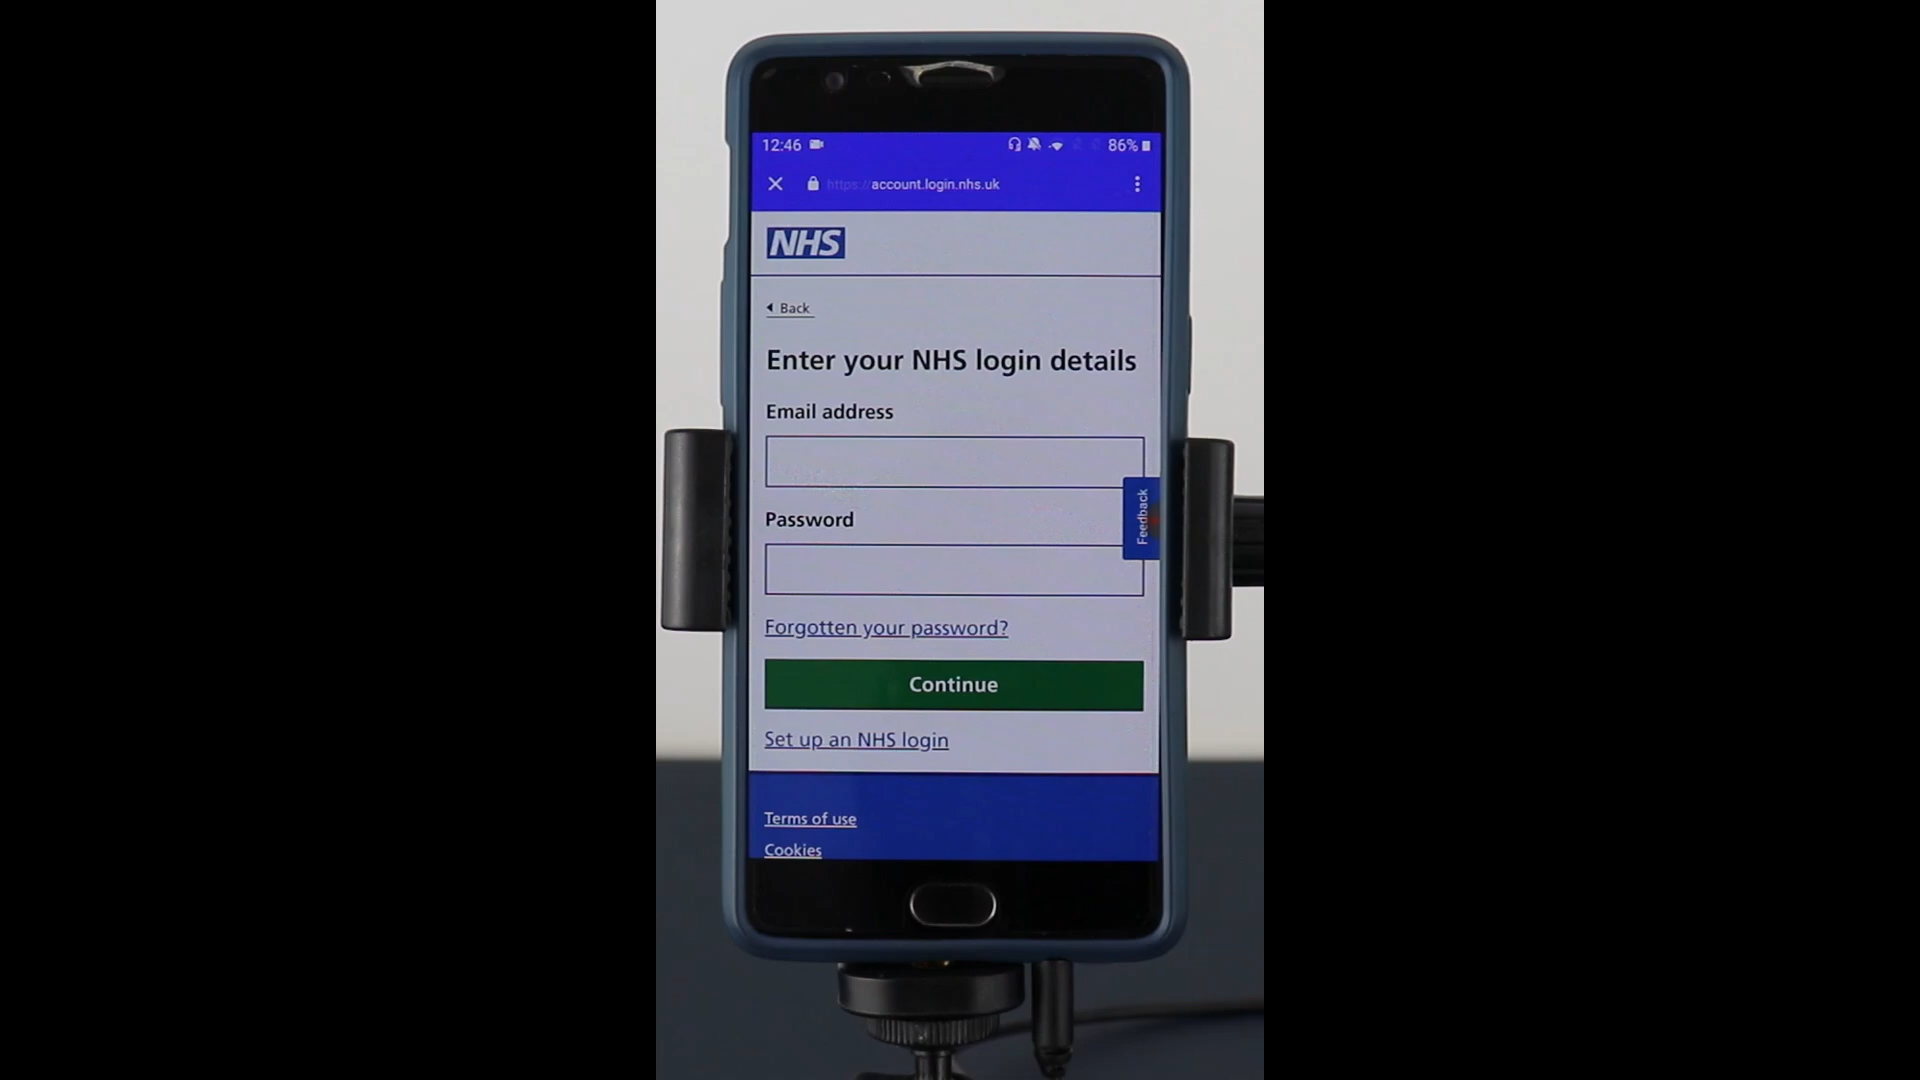 12:46 86%
https://account.login.nhs.uk
NHS
Back
Enter your NHS login details
Email address
Feedback
Password
Forgotten your password?
Continue
Set up an NHS login
Terms of use
Cookies